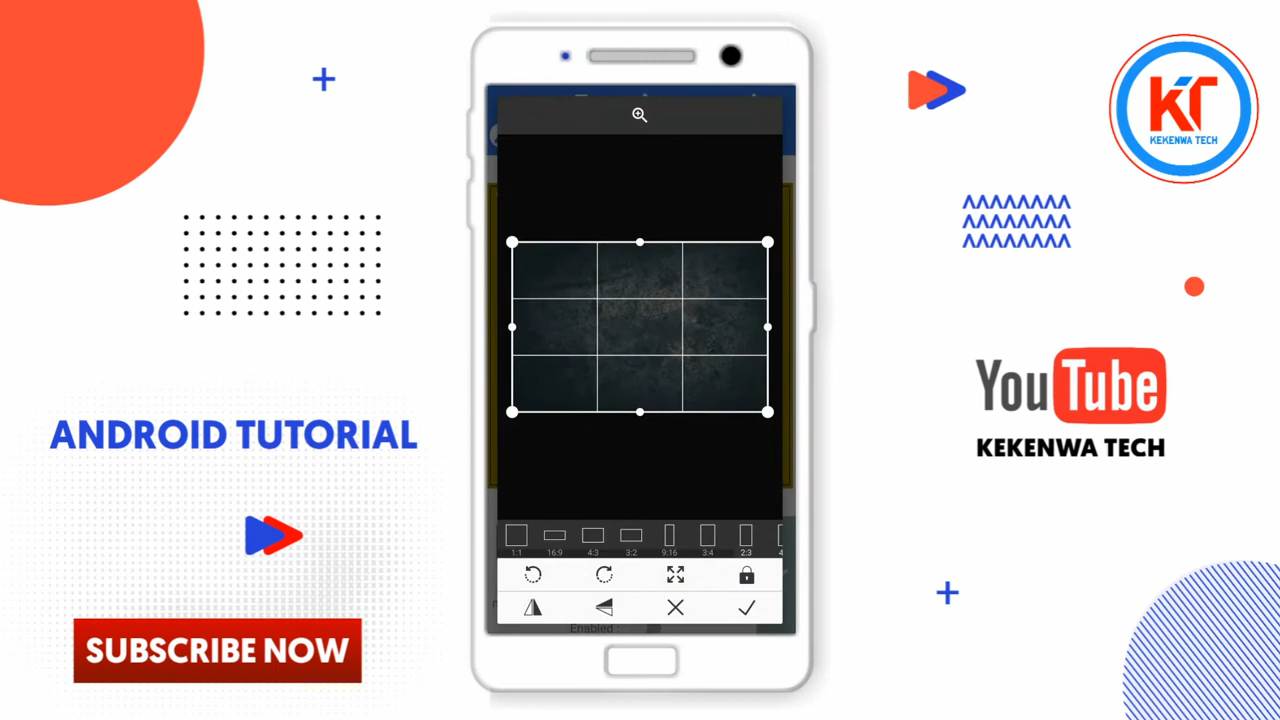 KT
KEKENWA TECH
ANDROID TUTORIAL
SUBSCRIBE NOW
1:1 16:9 4:3 3:2 9:16 3:4 2:3
Enabled :
YouTube
KEKENWA TECH